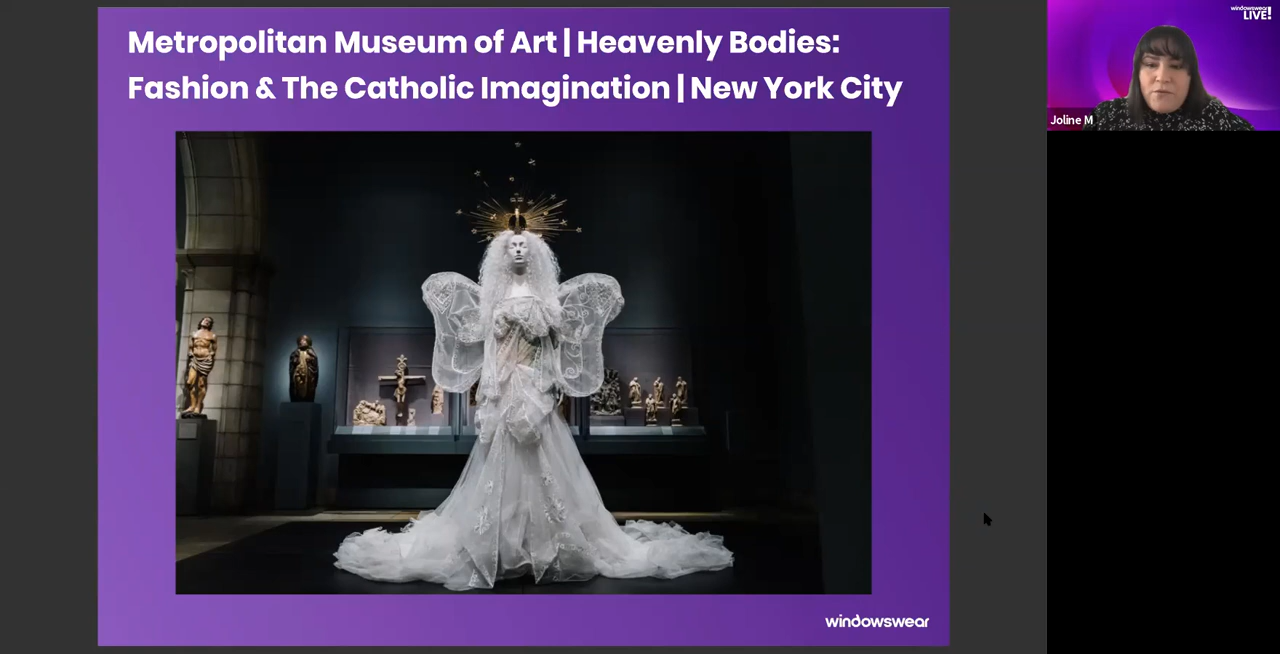 Metropolitan Museum of Art | Heavenly Bodies:
Fashion & The Catholic Imagination | New York City
windowswear
windowswear
LIVE!
Joline M